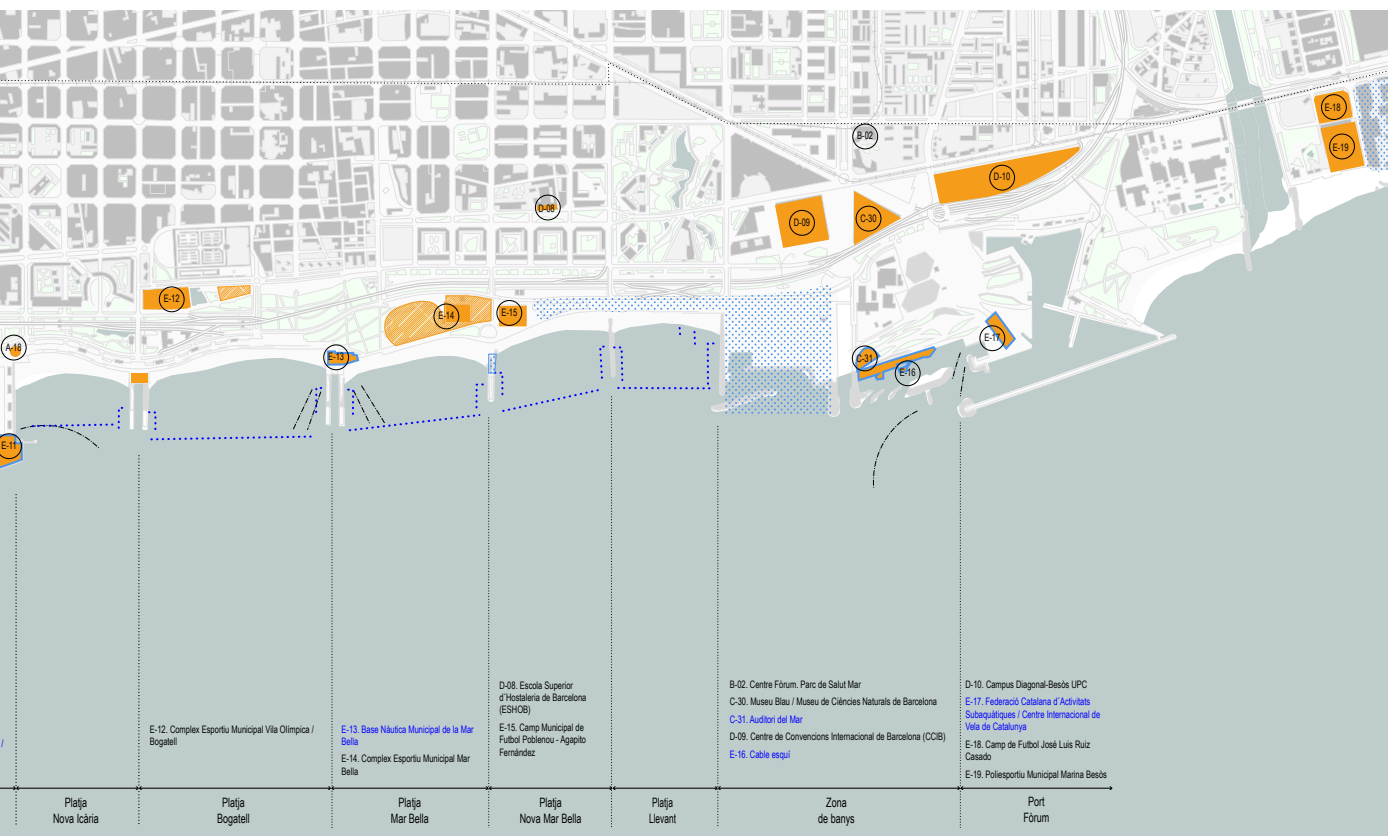 E-18
B-02
E-19
D-10
D-08
D-09
C-30
E-12
E-15
E-14
E-17
A-18
E-13
C-31
E-16
E-11
/
E-12. Complex Esportiu Municipal Vila Olímpica /
Bogatell
E-13. Base Nàutica Municipal de la Mar
Bella
E-14. Complex Esportiu Municipal Mar
Bella
D-08. Escola Superior
d´Hostaleria de Barcelona
(ESHOB)
E-15. Camp Municipal de
Futbol Poblenou - Agapito
Fernández
B-02. Centre Fòrum. Parc de Salut Mar
C-30. Museu Blau / Museu de Ciències Naturals de Barcelona
C-31. Auditori del Mar
D-09. Centre de Convencions Internacional de Barcelona (CCIB)
E-16. Cable esquí
D-10. Campus Diagonal-Besòs UPC
E-17. Federació Catalana d´Activitats
Subaquàtiques / Centre Internacional de
Vela de Catalunya
E-18. Camp de Futbol José Luis Ruiz
Casado
E-19. Poliesportiu Municipal Marina Besòs
Platja
Nova Icària
Platja
Bogatell
Platja
Mar Bella
Platja
Nova Mar Bella
Platja
Llevant
Zona
de banys
Port
Fòrum